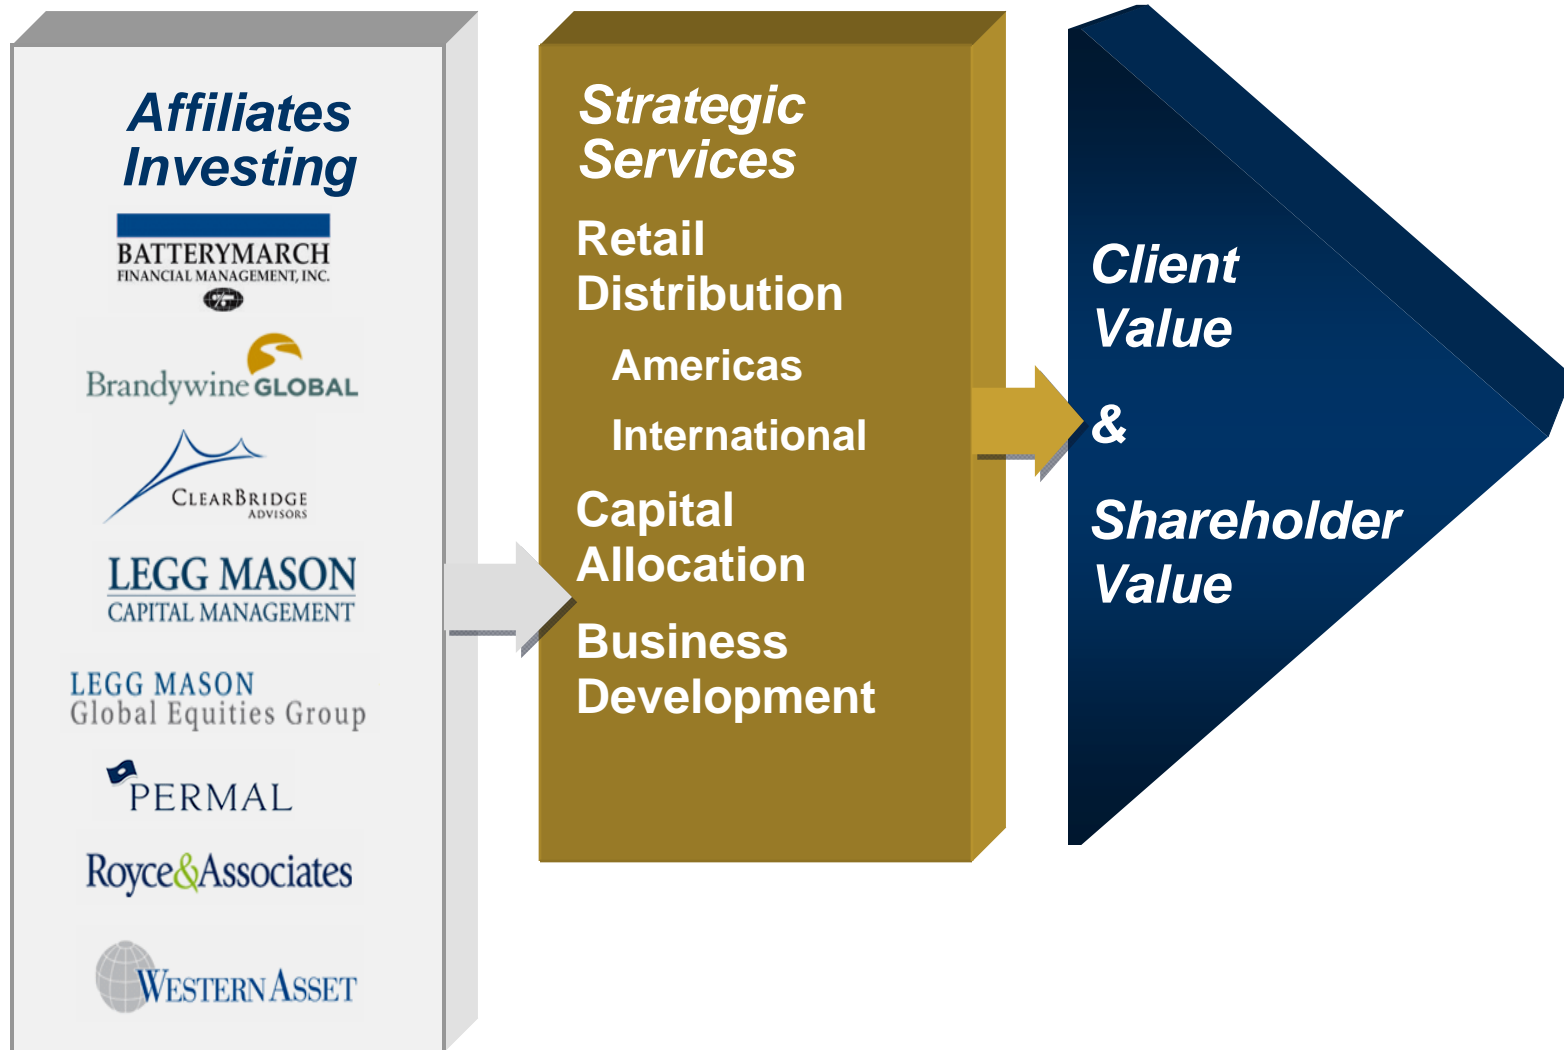 Affiliates
Investing
BATTERYMARCH
FINANCIAL MANAGEMENT, INC.
Brandywine GLOBAL
CLEARBRIDGE
ADVISORS
LEGG MASON
CAPITAL MANAGEMENT
LEGG MASON
Global Equities Group
PERMAL
Royce&Associates
WESTERN ASSET
Strategic
Services
Retail
Distribution
Americas
International
Capital
Allocation
Business
Development
Client
Value
&
Shareholder
Value